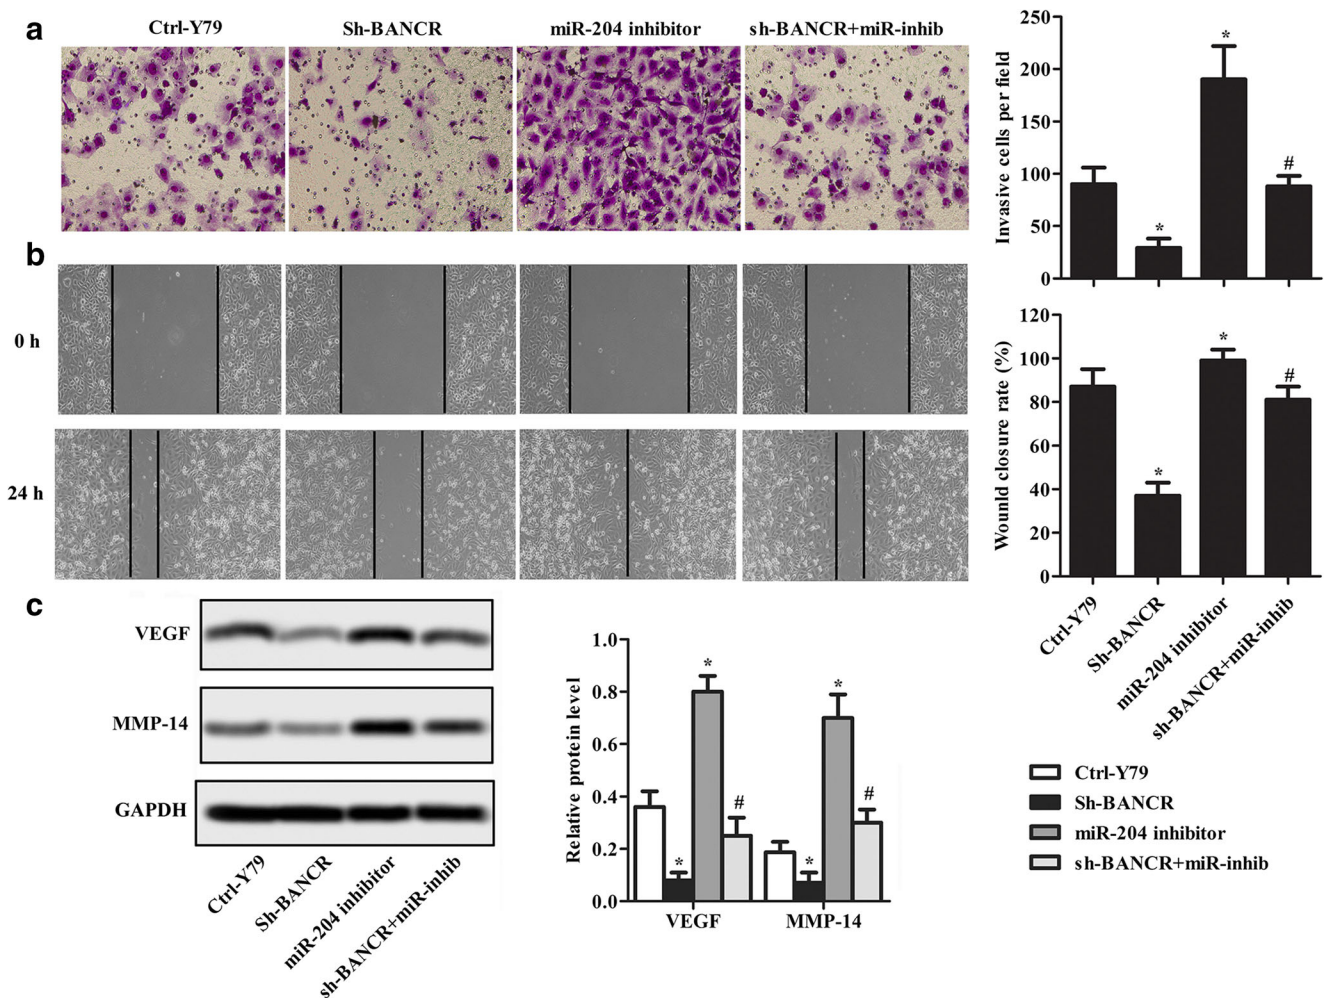 a
Ctrl-Y79
Sh-BANCR
miR-204 inhibitor
sh-BANCR+miR-inhib
250
200
150
100
50
0
Invasive cells per field
*
*
#
b
0 h
24 h
120
100
80
60
40
20
0
Wounld closure rate (%)
*
*
#
Ctrl-Y79
Sh-BANCR
miR-204 inhibitor
sh-BANCR+miR-inhib
c
VEGF
MMP-14
GAPDH
Ctrl-Y79
Sh-BANCR
miR-204 inhibitor
sh-BANCR+miR-inhib
1.0
0.8
0.6
0.4
0.2
0.0
Relative protein level
*
*
#
*
*
#
VEGF
MMP-14
Ctrl-Y79
Sh-BANCR
miR-204 inhibitor
sh-BANCR+miR-inhib